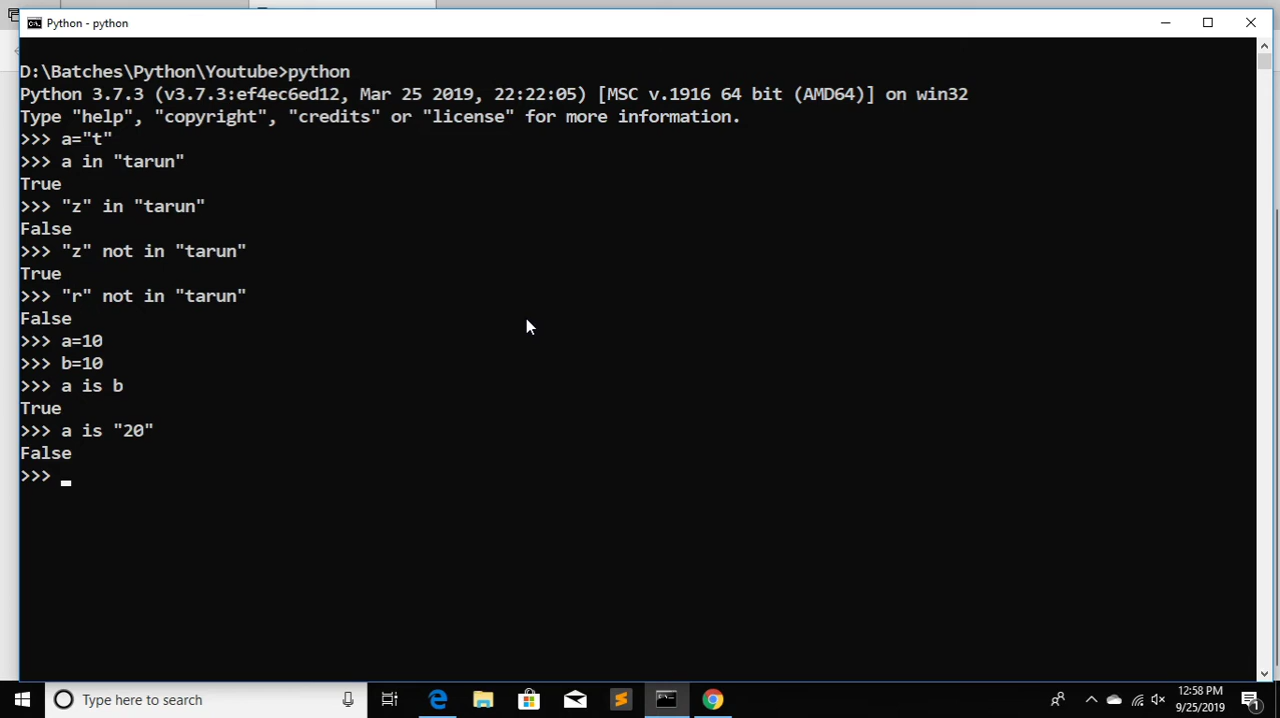 Python - python
D:\Batches\Python\Youtube>python
Python 3.7.3 (v3.7.3:ef4ec6ed12, Mar 25 2019, 22:22:05) [MSC v.1916 64 bit (AMD64)] on win32
Type "help", "copyright", "credits" or "license" for more information.
>>> a="t"
>>> a in "tarun"
True
>>> "z" in "tarun"
False
>>> "z" not in "tarun"
True
>>> "r" not in "tarun"
False
>>> a=10
>>> b=10
>>> a is b
True
>>> a is "20"
False
>>> _
Type here to search
12:58 PM
9/25/2019
1